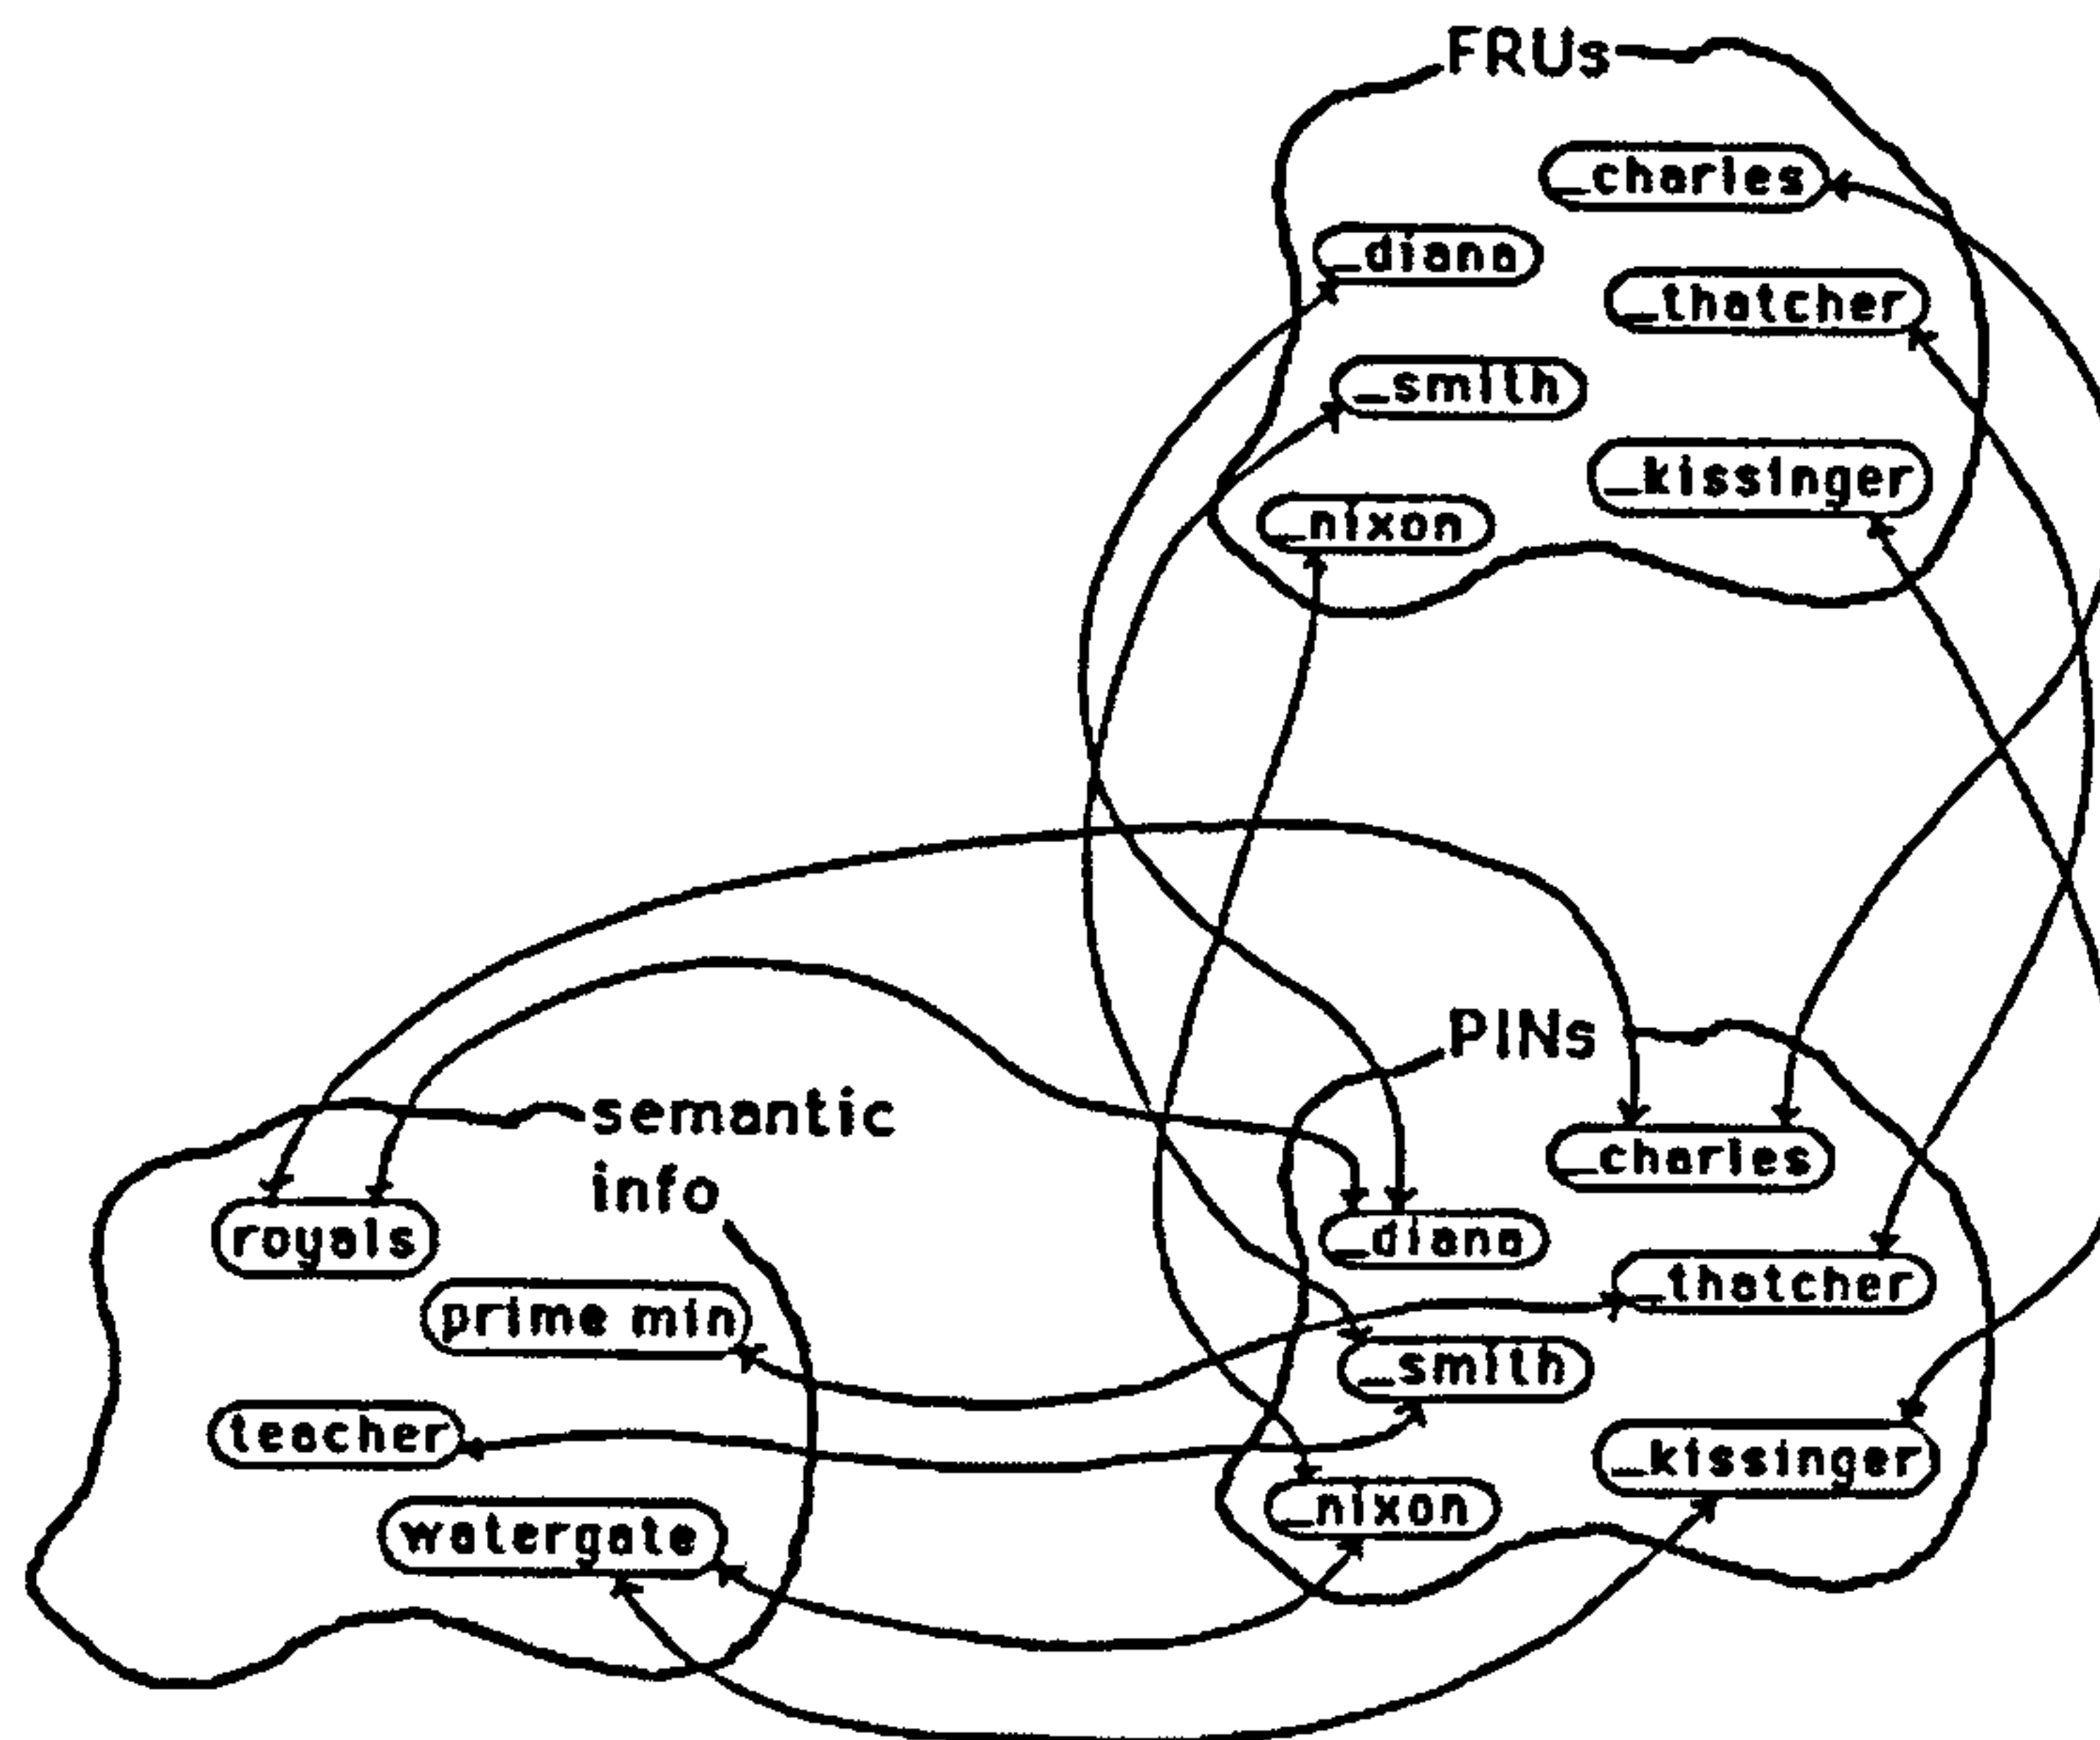 FRUs
_charles
_diana
_thatcher
_smith
_kissinger
_nixon
PINs
semantic
info
_charles
royals
_diana
_thatcher
prime min
_smith
teacher
_kissinger
_nixon
watergate